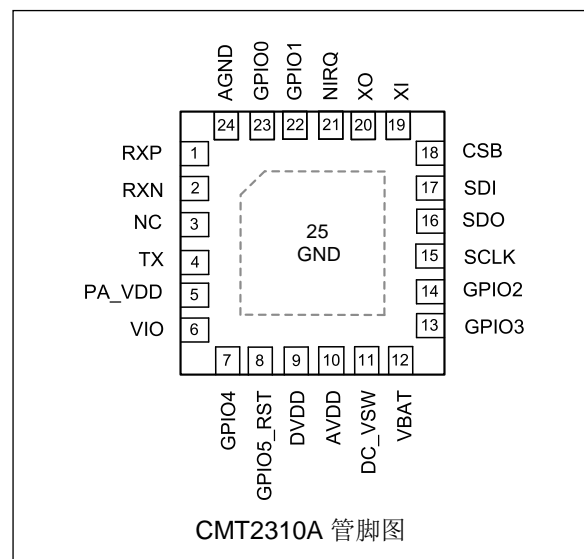 AGND GPIO0 GPIO1 NIRQ XO XI
24 23 22 21 20 19
RXP 1 18 CSB
RXN 2 17 SDI
NC 3 16 SDO
25
GND
TX 4 15 SCLK
PA_VDD 5 14 GPIO2
VIO 6 13 GPIO3
7 8 9 10 11 12
GPIO4 GPIO5_RST DVDD AVDD DC_VSW VBAT
CMT2310A 管脚图